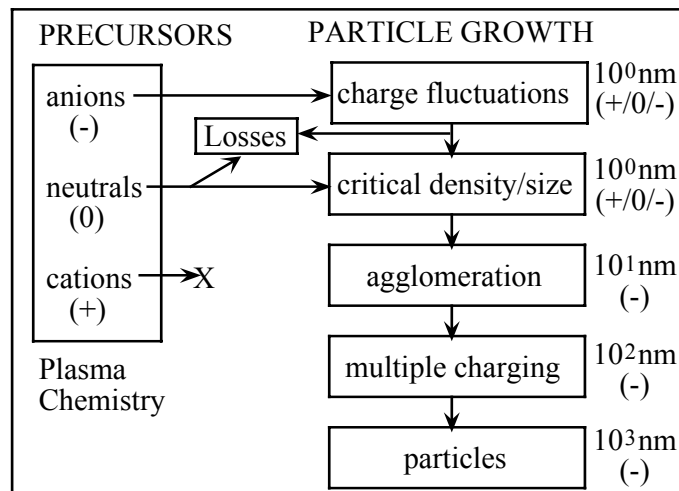 PRECURSORS
PARTICLE GROWTH
anions
(-)
neutrals
(0)
cations
(+)
X
Plasma
Chemistry
Losses
charge fluctuations
10⁰nm
(+/0/-)
critical density/size
10⁰nm
(+/0/-)
agglomeration
10¹nm
(-)
multiple charging
10²nm
(-)
particles
10³nm
(-)